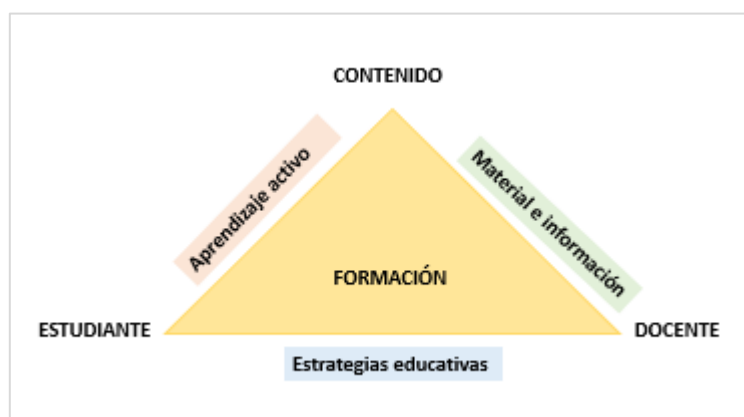 CONTENIDO
Aprendizaje activo
Material e información
FORMACIÓN
ESTUDIANTE
DOCENTE
Estrategias educativas